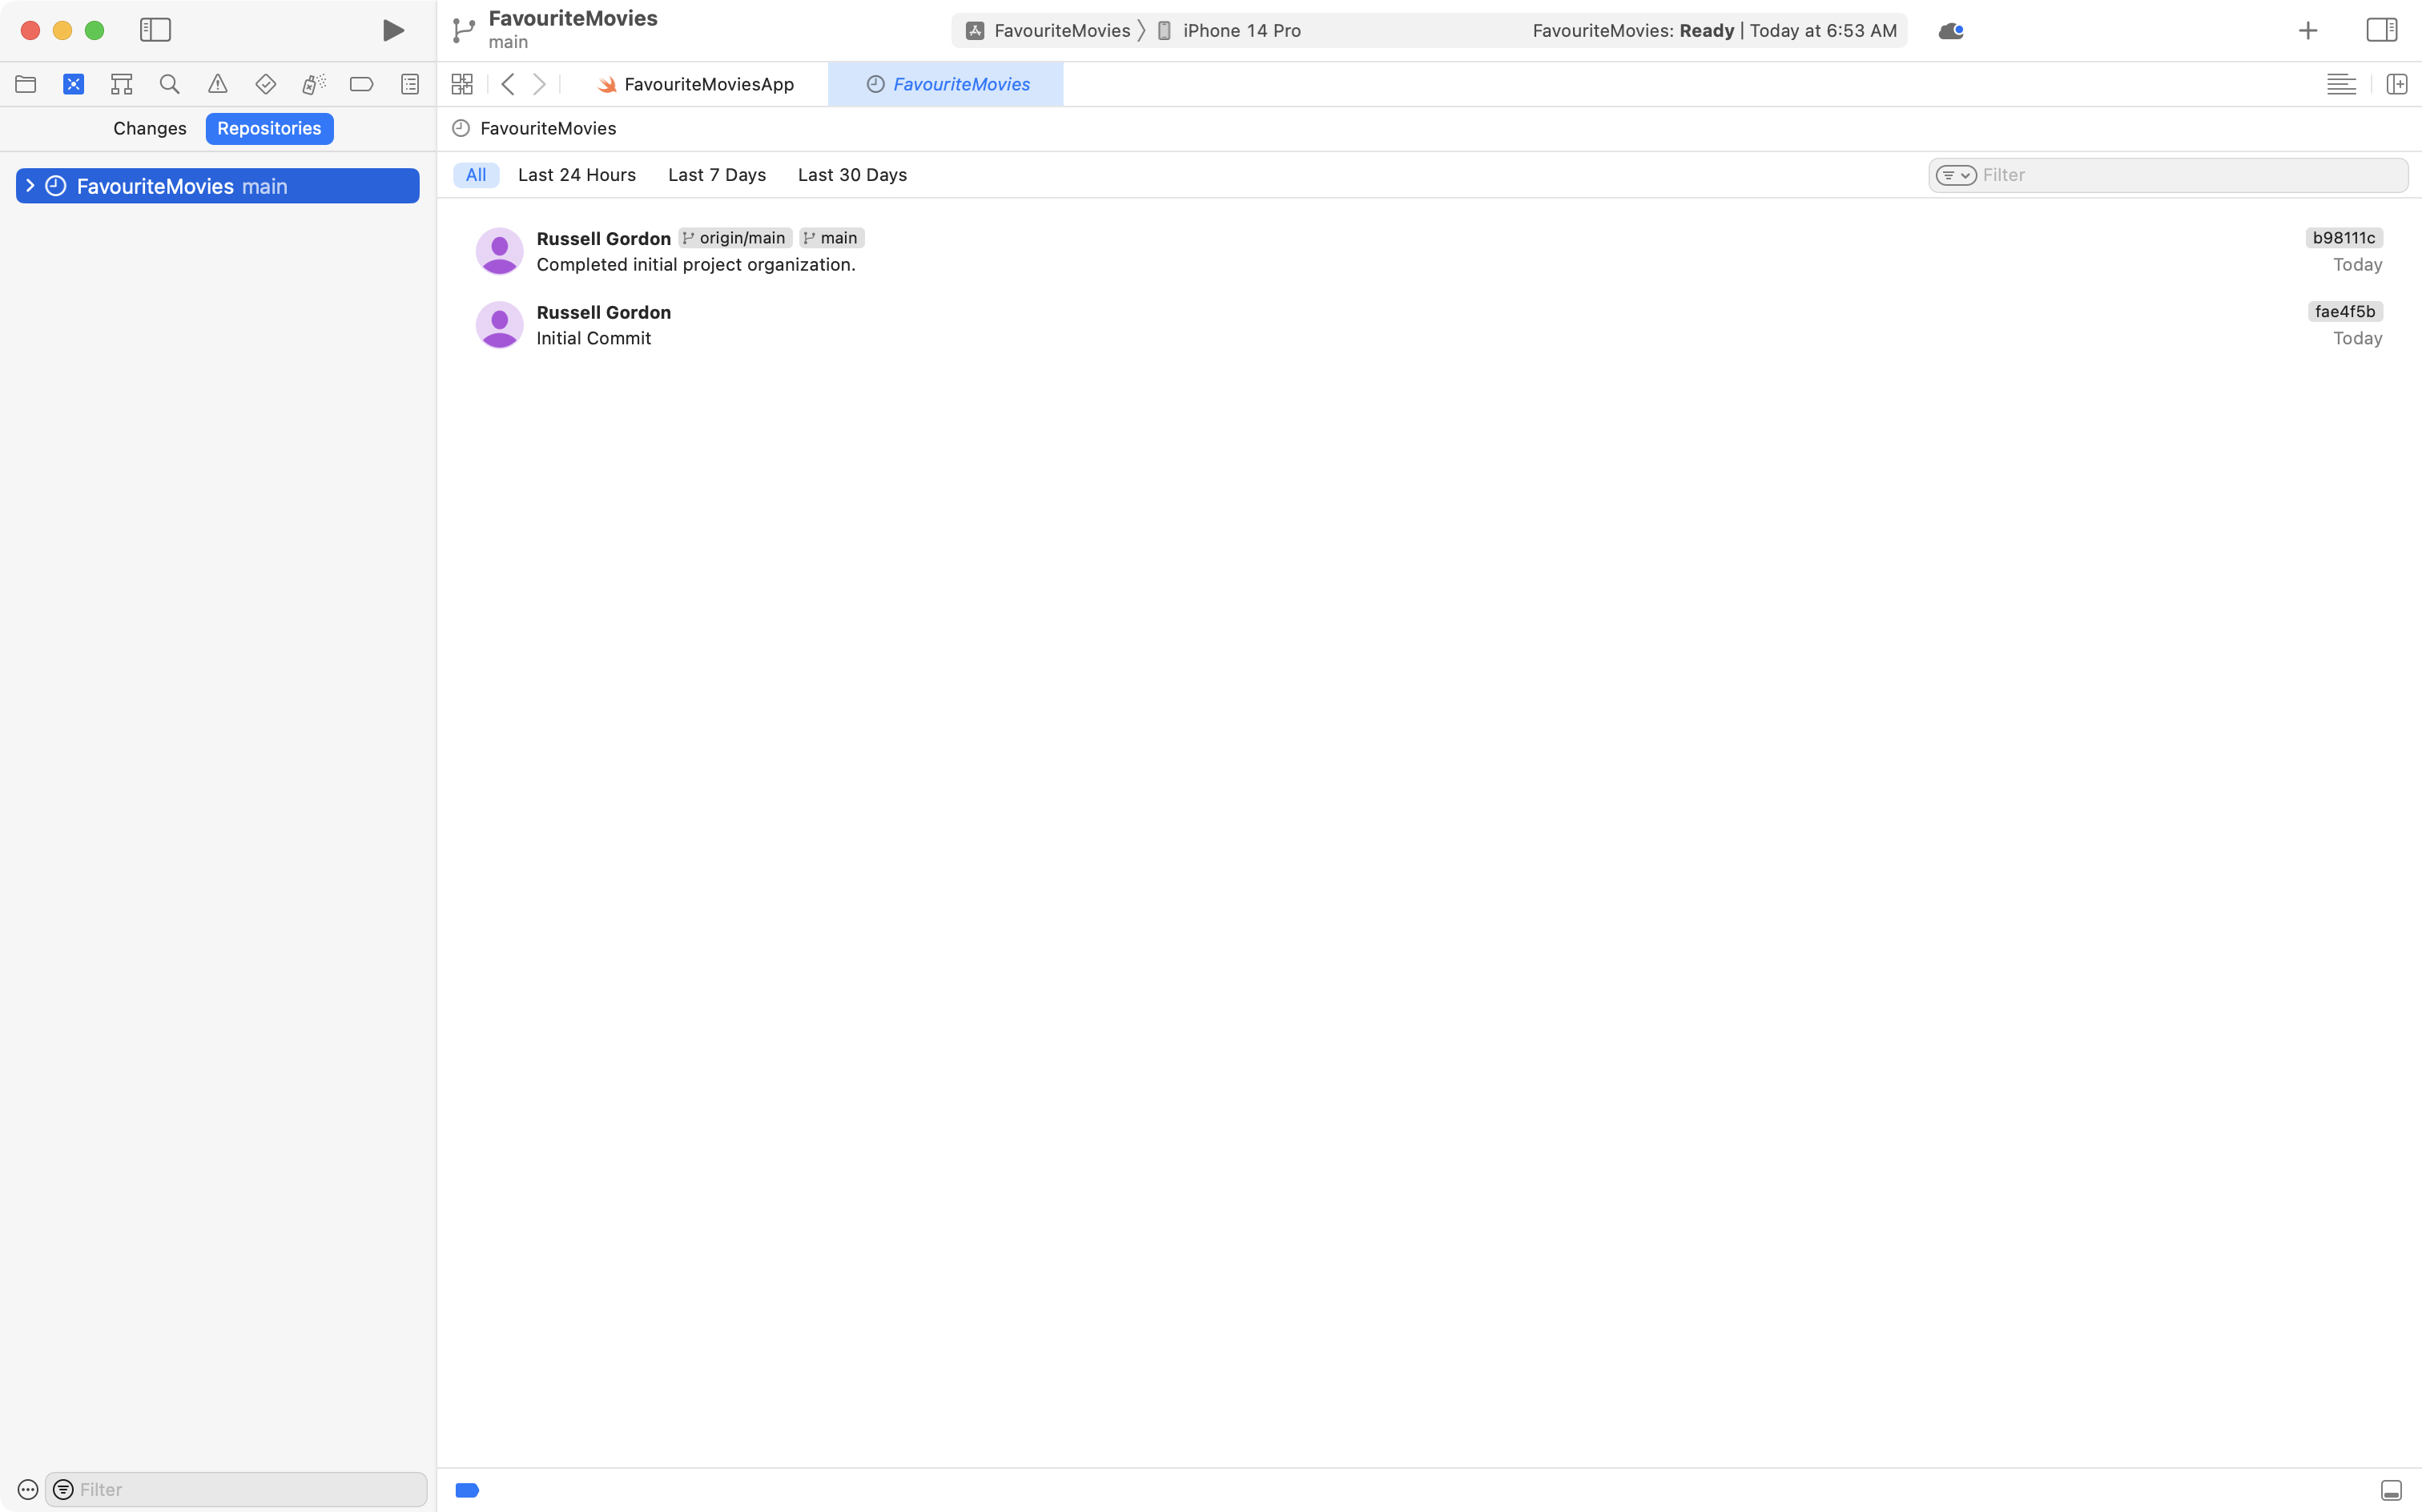 FavouriteMovies
main
FavouriteMovies
iPhone 14 Pro
FavouriteMovies: Ready | Today at 6:53 AM
FavouriteMoviesApp
FavouriteMovies
Changes
Repositories
FavouriteMovies
All
Last 24 Hours
Last 7 Days
Last 30 Days
Filter
FavouriteMovies main
Russell Gordon origin/main main
b98111c
Completed initial project organization.
Today
Russell Gordon
fae4f5b
Initial Commit
Today
Filter